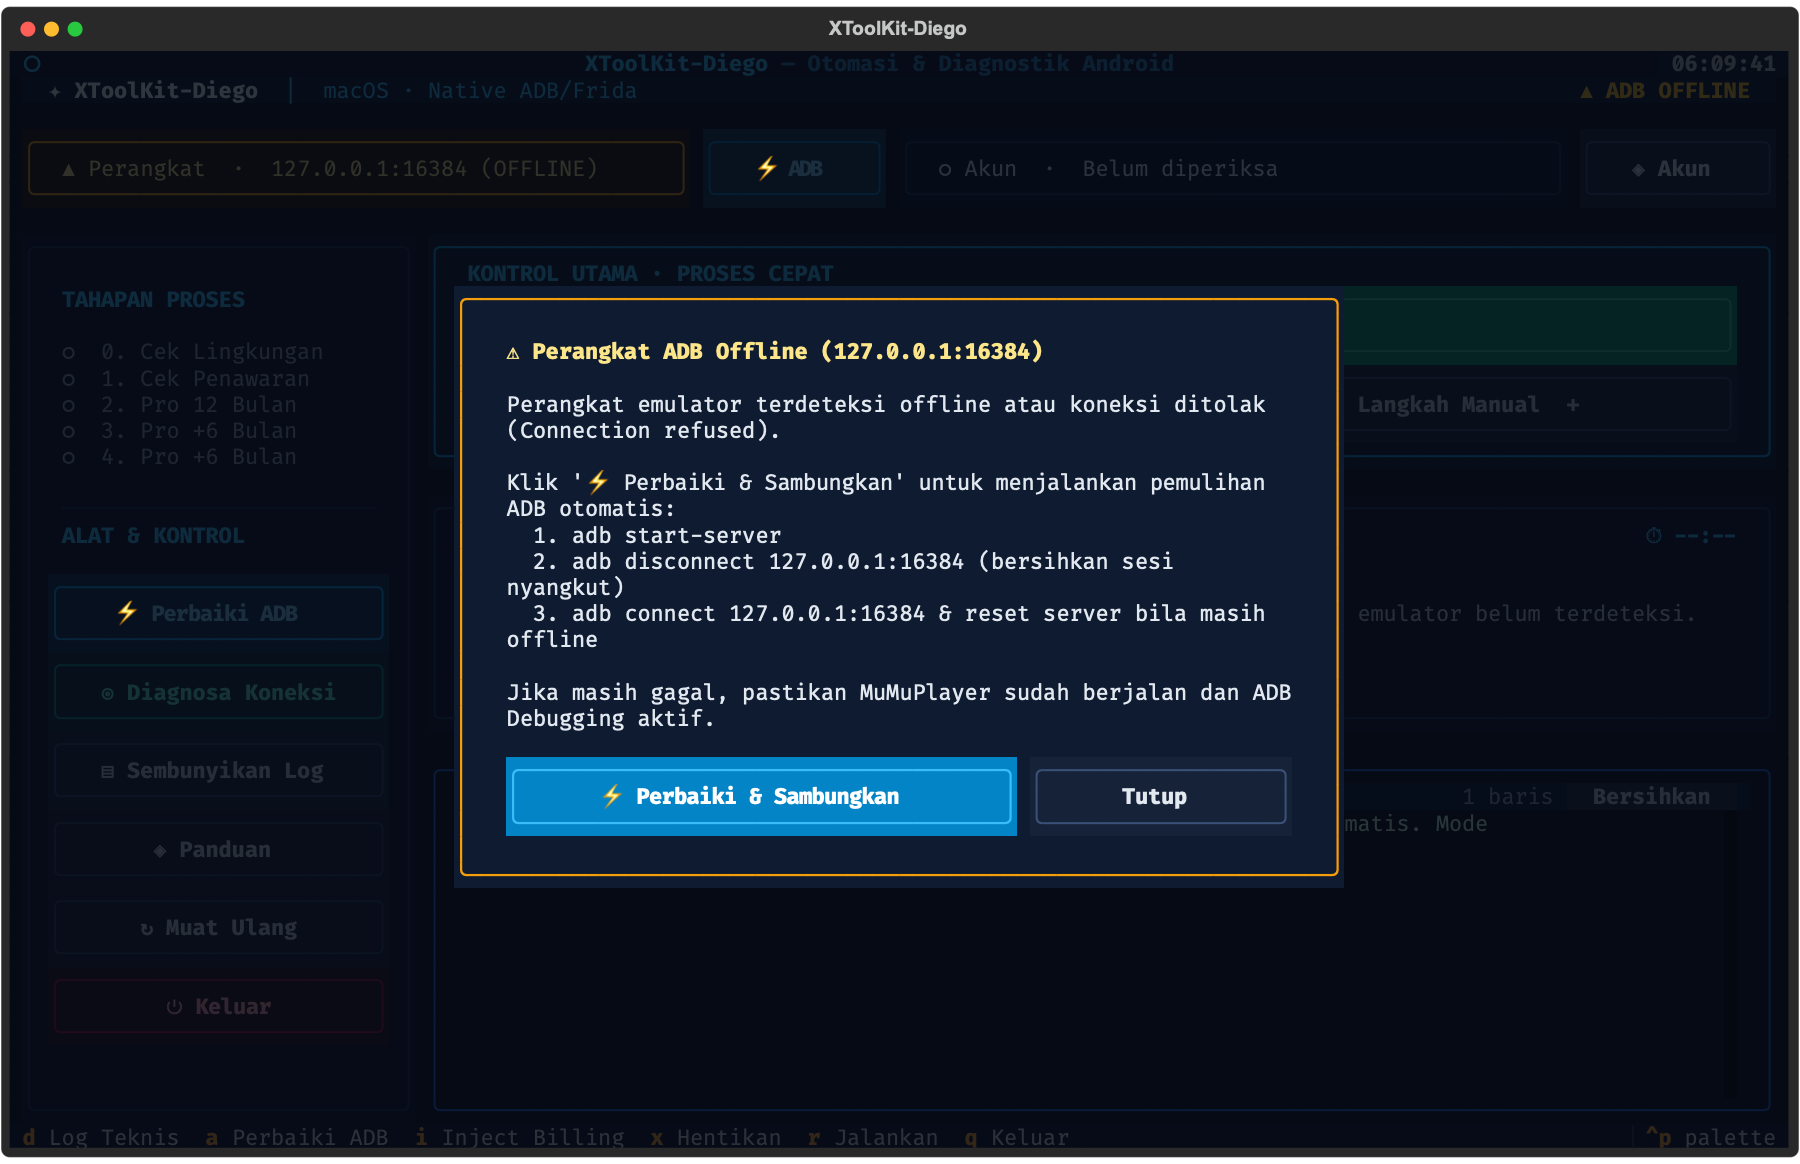 XToolKit-Diego
XToolKit-Diego — Otomasi & Diagnostik Android
06:09:41
✦ XToolKit-Diego │ macOS · Native ADB/Frida
▲ ADB OFFLINE
▲ Perangkat · 127.0.0.1:16384 (OFFLINE)
⚡ ADB
○ Akun · Belum diperiksa
◈ Akun
TAHAPAN PROSES
○ 0. Cek Lingkungan
○ 1. Cek Penawaran
○ 2. Pro 12 Bulan
○ 3. Pro +6 Bulan
○ 4. Pro +6 Bulan
ALAT & KONTROL
⚡ Perbaiki ADB
◎ Diagnosa Koneksi
▤ Sembunyikan Log
◈ Panduan
↻ Muat Ulang
⏻ Keluar
KONTROL UTAMA · PROSES CEPAT
Langkah Manual +
⏱ --:--
emulator belum terdeteksi.
1 baris
Bersihkan
matis. Mode
⚠ Perangkat ADB Offline (127.0.0.1:16384)
Perangkat emulator terdeteksi offline atau koneksi ditolak
(Connection refused).
Klik '⚡ Perbaiki & Sambungkan' untuk menjalankan pemulihan
ADB otomatis:
1. adb start-server
2. adb disconnect 127.0.0.1:16384 (bersihkan sesi
nyangkut)
3. adb connect 127.0.0.1:16384 & reset server bila masih
offline
Jika masih gagal, pastikan MuMuPlayer sudah berjalan dan ADB
Debugging aktif.
⚡ Perbaiki & Sambungkan
Tutup
d Log Teknis a Perbaiki ADB i Inject Billing x Hentikan r Jalankan q Keluar
^p palette